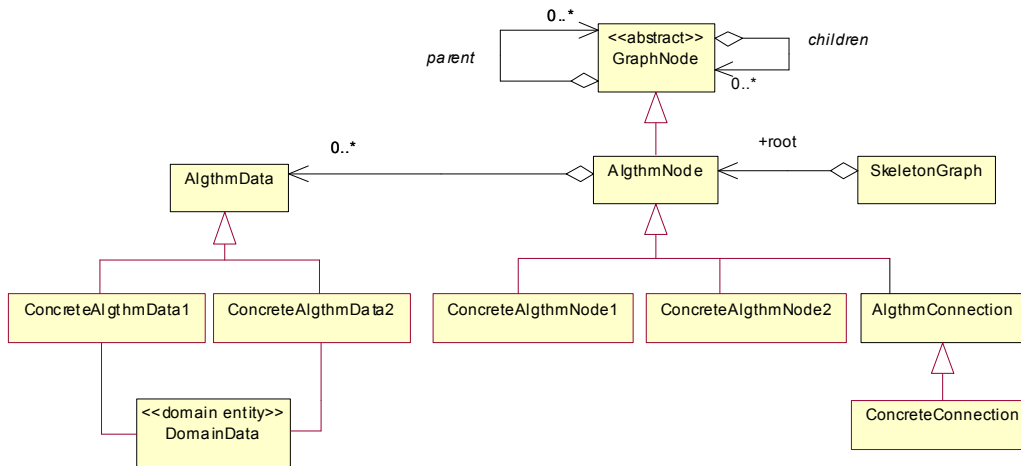 0..*
<<abstract>>
GraphNode
children
parent
0..*
+root
0..*
AlgthmData
AlgthmNode
SkeletonGraph
ConcreteAlgthmData1
ConcreteAlgthmData2
ConcreteAlgthmNode1
ConcreteAlgthmNode2
AlgthmConnection
<<domain entity>>
DomainData
ConcreteConnection